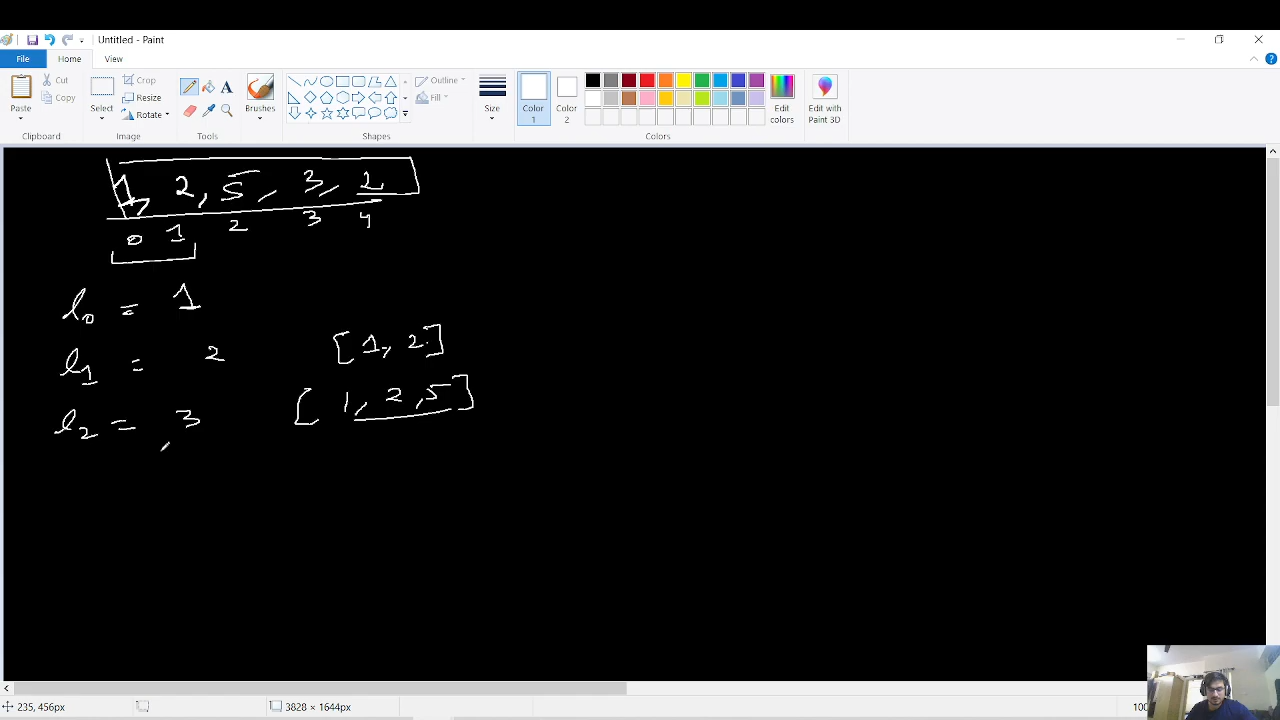 Untitled - Paint
File Home View
Paste Cut Copy Select Crop Resize Rotate Brushes Outline Fill Size Color 1 Color 2 Edit colors Edit with Paint 3D
Clipboard Image Tools Shapes Colors
1, 2, 5, 3, 1
0 1 2 3 4
l0 = 1
l1 = 2 [1, 2]
l2 = 3 [1, 2, 5]
235, 456px 3828 × 1644px 100